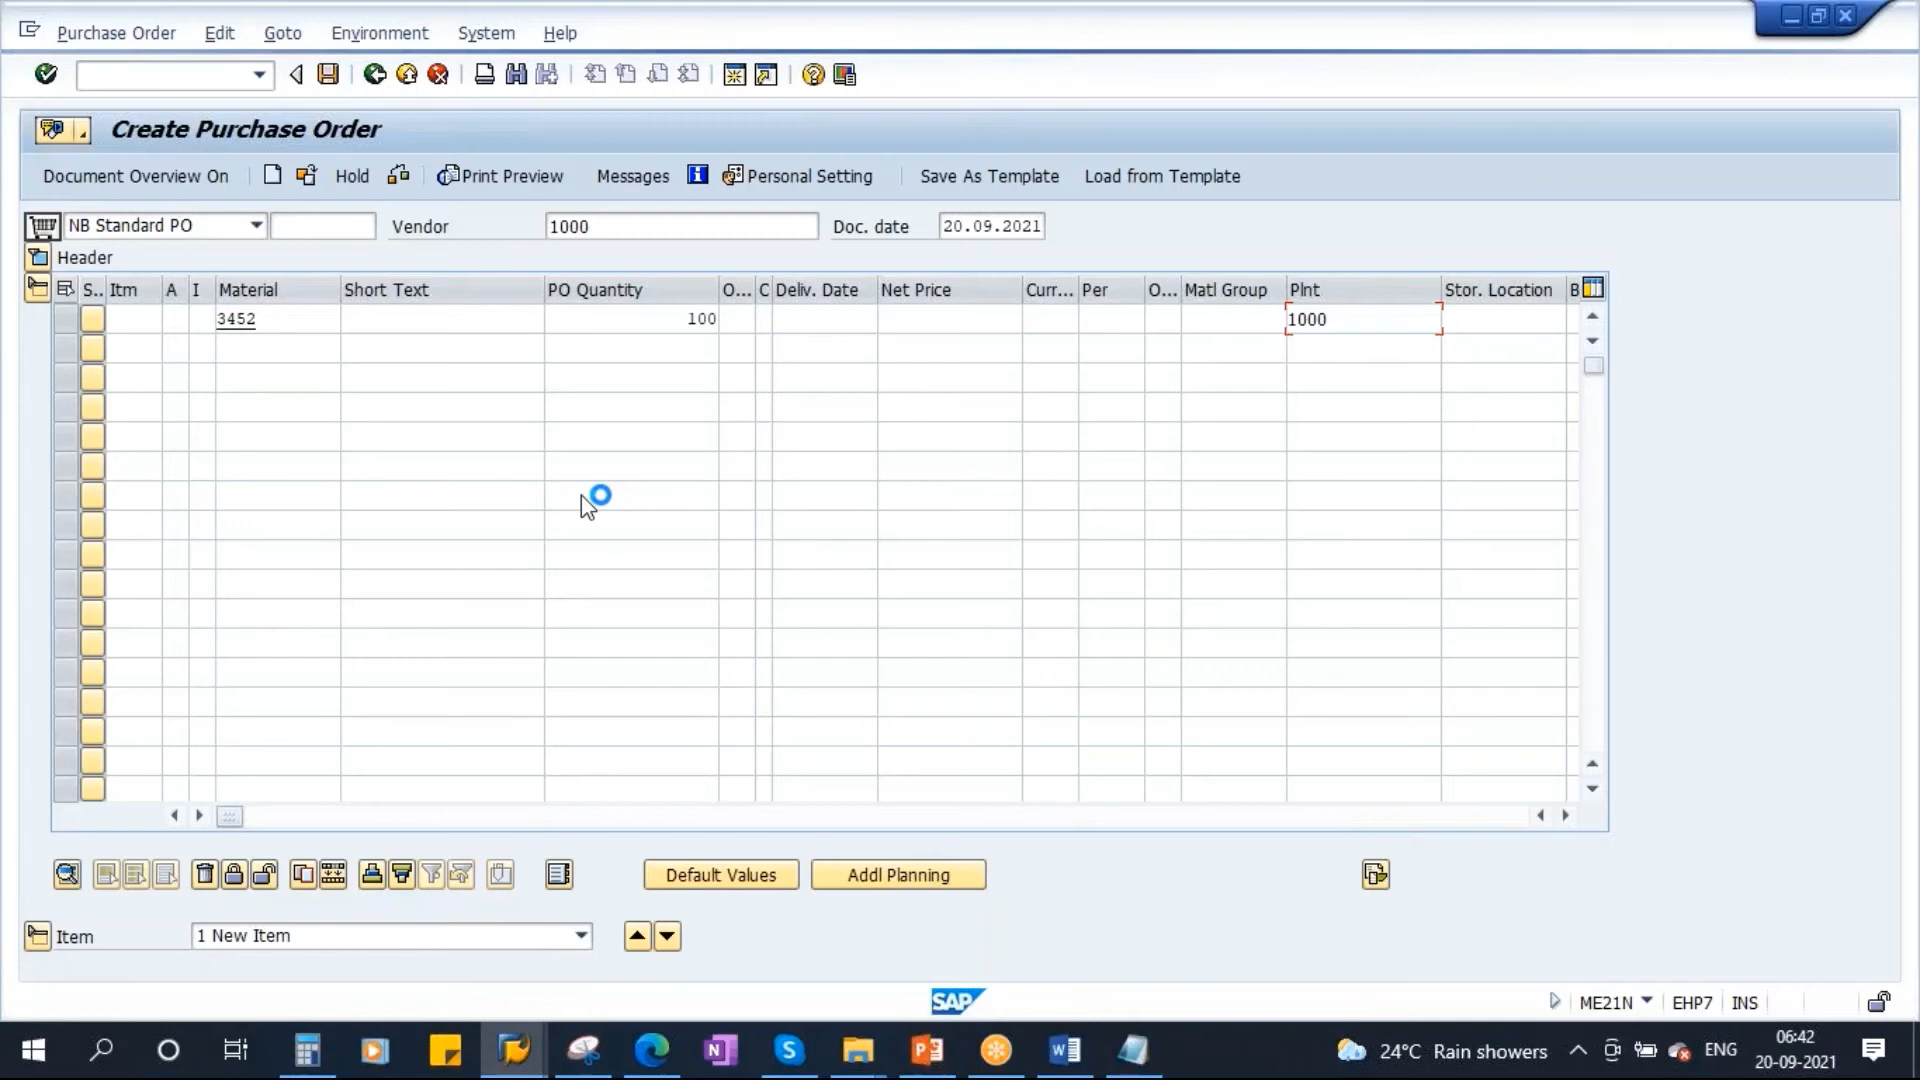 Purchase Order Edit Goto Environment System Help
Create Purchase Order
Document Overview On Hold Print Preview Messages Personal Setting Save As Template Load from Template
NB Standard PO Vendor 1000 Doc. date 20.09.2021
Header
S.. Itm A I Material Short Text PO Quantity O... C Deliv. Date Net Price Curr... Per O... Matl Group Plnt Stor. Location B
3452 100 1000
Default Values Addl Planning
Item 1 New Item
SAP
ME21N EHP7 INS
24°C Rain showers ENG 06:42
20-09-2021